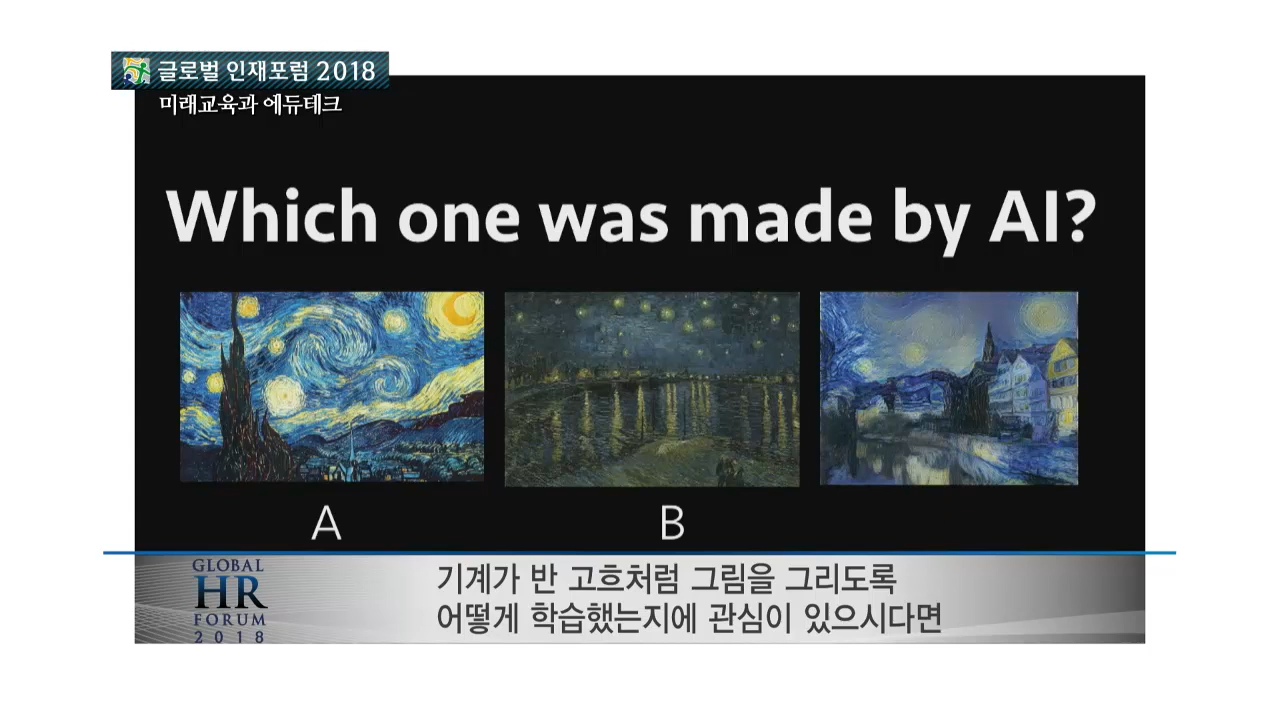 글로벌 인재포럼 2018
미래교육과 에듀테크
Which one was made by AI?
A
B
GLOBAL
HR
FORUM
2018
기계가 반 고흐처럼 그림을 그리도록
어떻게 학습했는지에 관심이 있으시다면